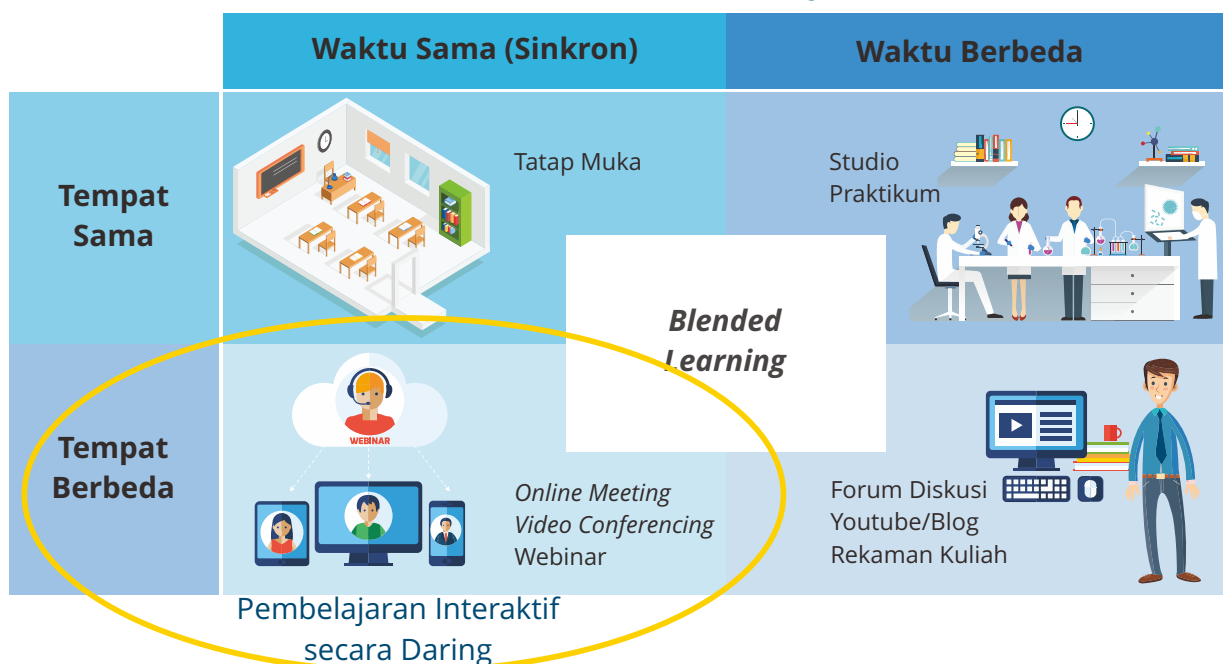 Waktu Sama (Sinkron)
Waktu Berbeda
Tempat
Sama
Tatap Muka
Studio
Praktikum
Blended
Learning
Tempat
Berbeda
WEBINAR
Online Meeting
Video Conferencing
Webinar
Forum Diskusi
Youtube/Blog
Rekaman Kuliah
Pembelajaran Interaktif
secara Daring